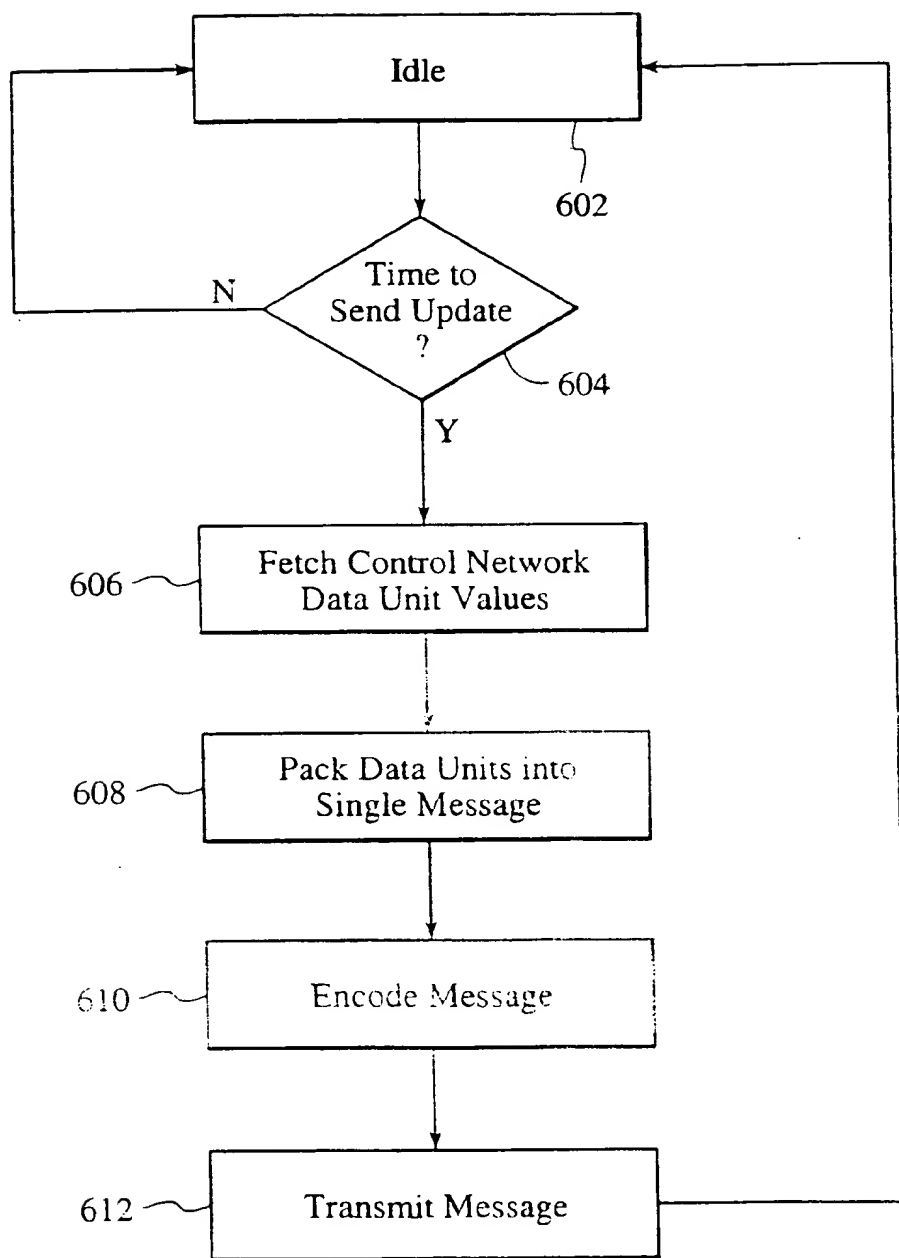 Idle
602
Time to
Send Update
?
N
604
Y
606
Fetch Control Network
Data Unit Values
608
Pack Data Units into
Single Message
610
Encode Message
612
Transmit Message